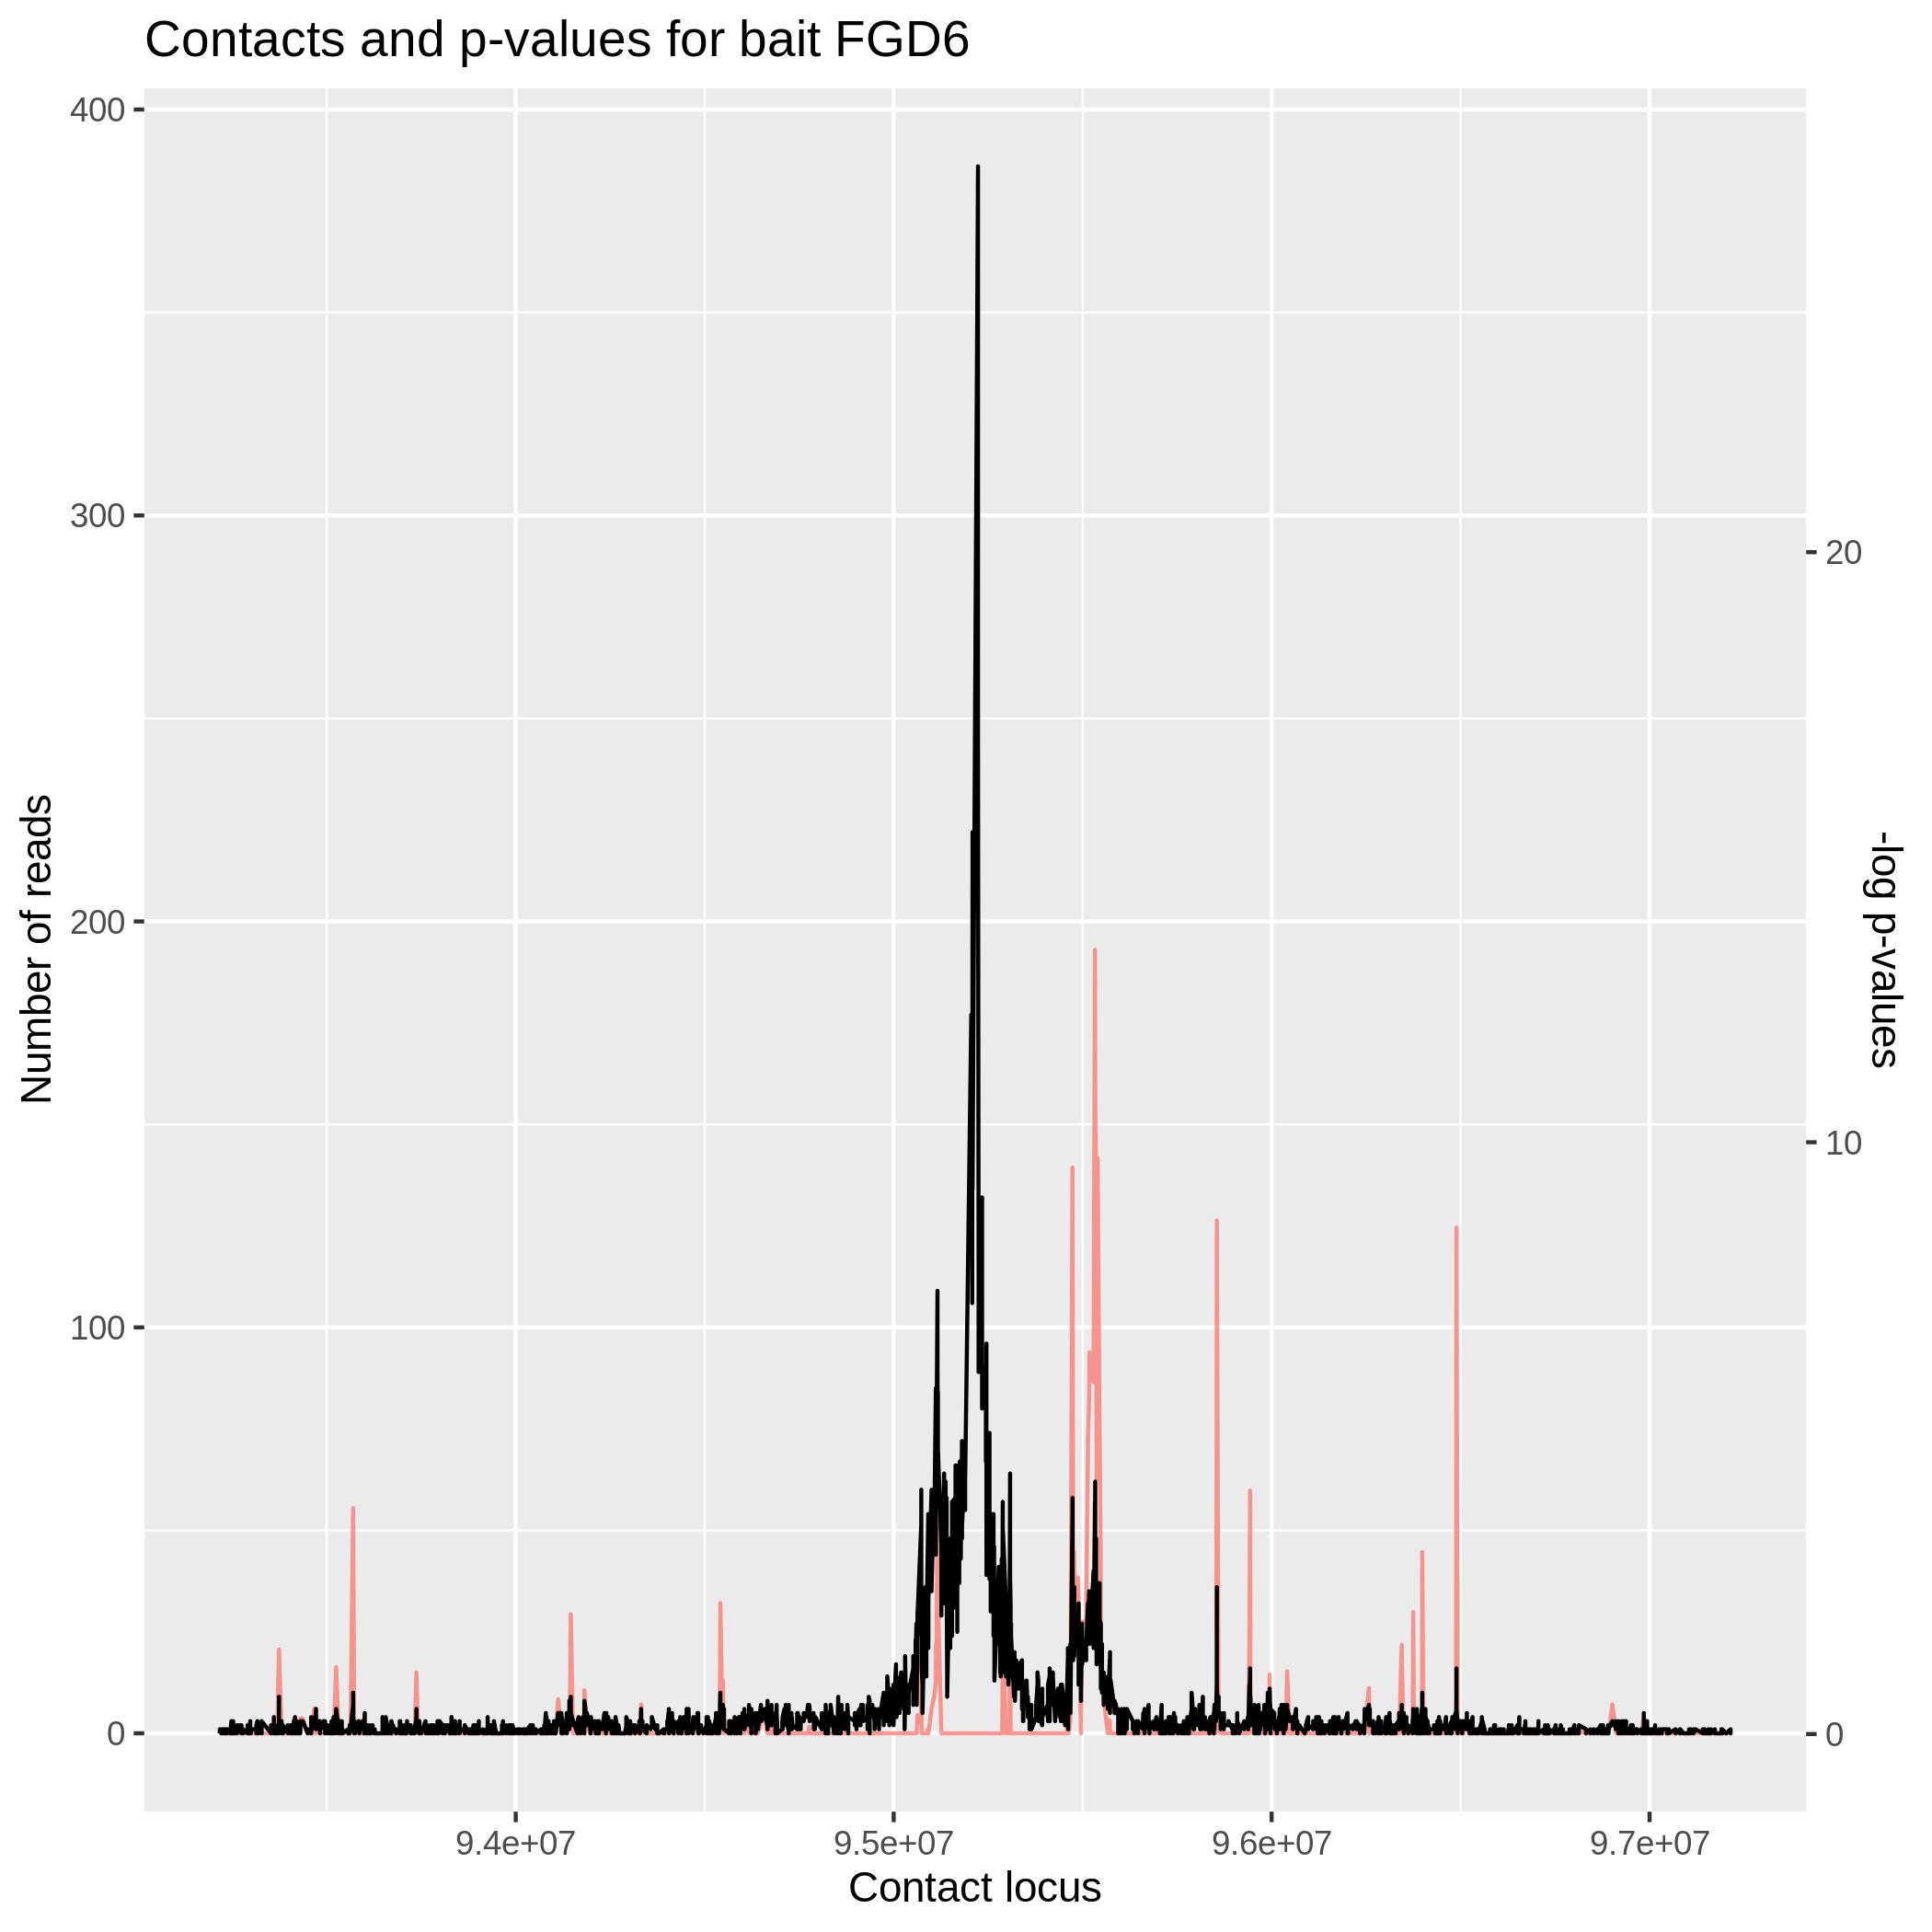 Contacts and p-values for bait FGD6
400
300
200
100
0
Number of reads
20
10
0
-log p-values
9.4e+07
9.5e+07
9.6e+07
9.7e+07
Contact locus